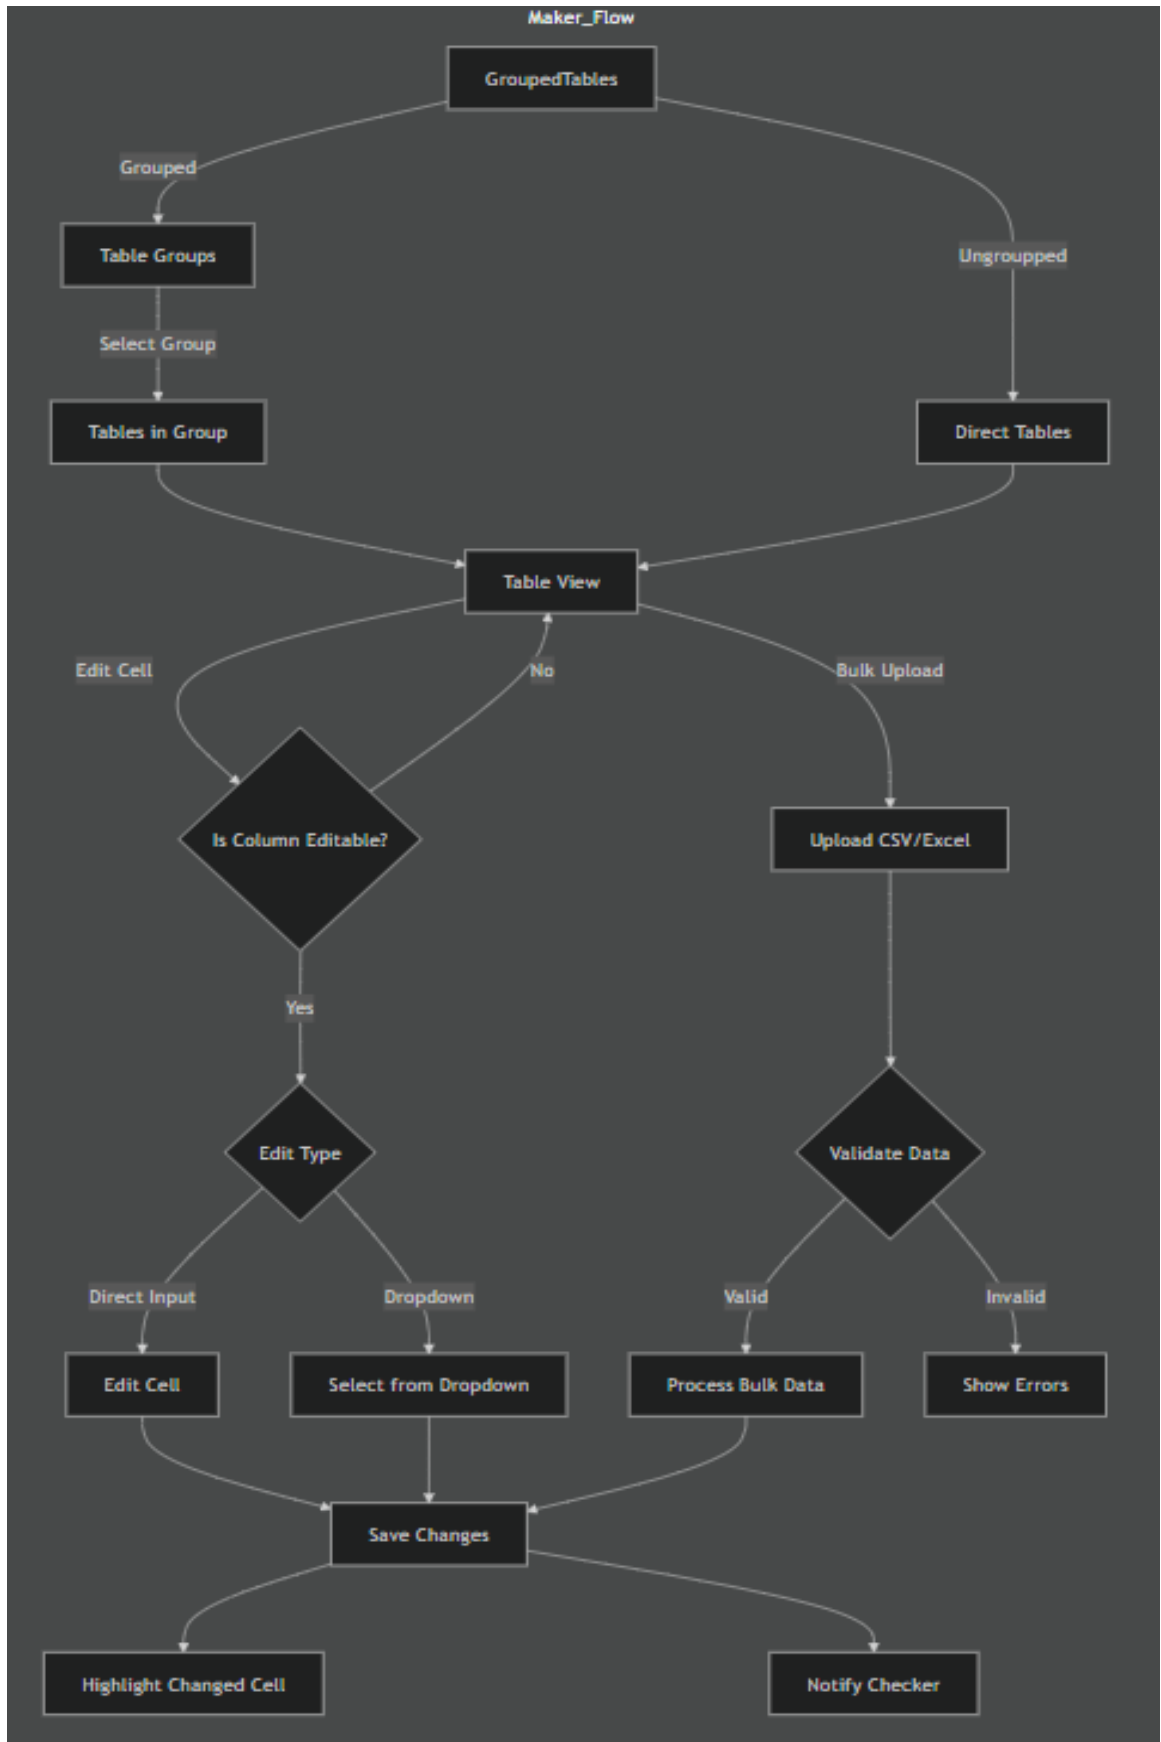 Maker_Flow
GroupedTables
Grouped
Table Groups
Ungroupped
Select Group
Tables in Group
Direct Tables
Table View
Edit Cell
No
Bulk Upload
Is Column Editable?
Upload CSV/Excel
Yes
Edit Type
Validate Data
Direct Input
Dropdown
Valid
Invalid
Edit Cell
Select from Dropdown
Process Bulk Data
Show Errors
Save Changes
Highlight Changed Cell
Notify Checker